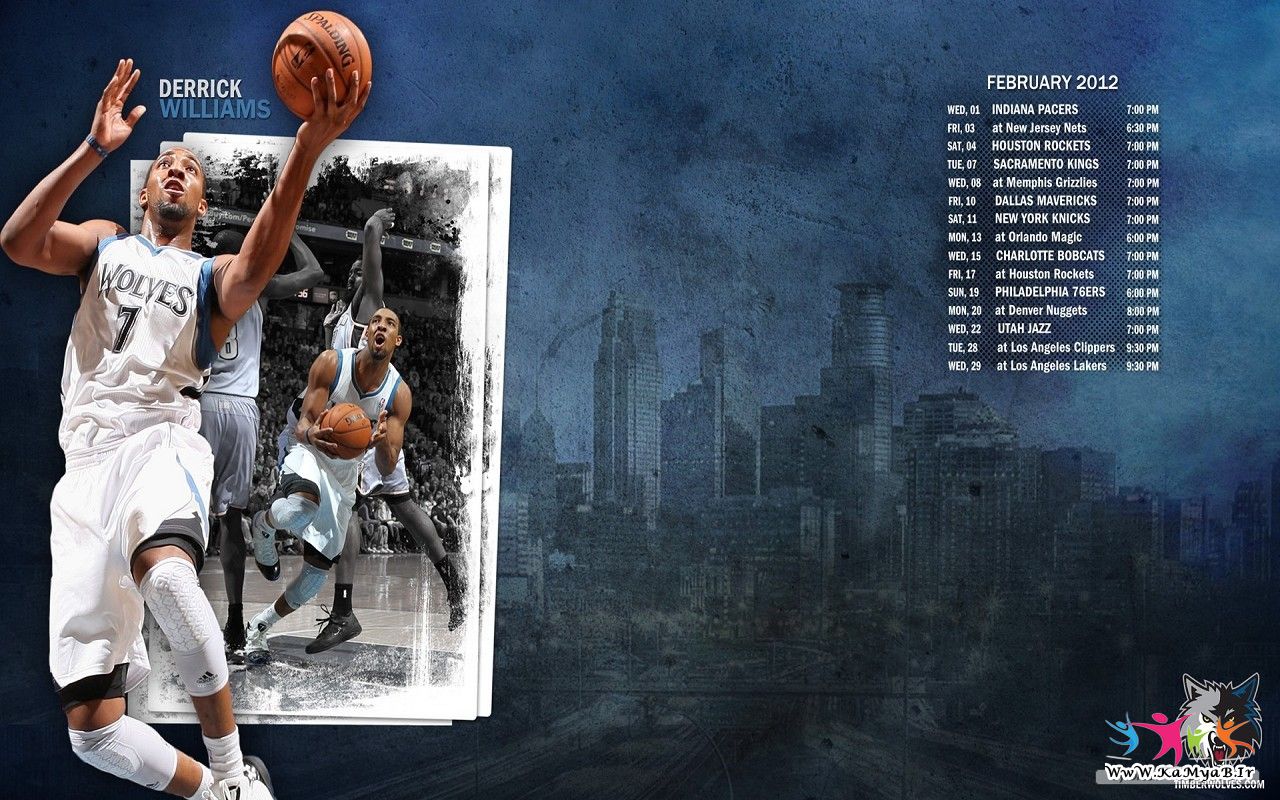 DERRICK
WILLIAMS
SPALDING
WOLVES
7
FEBRUARY 2012
WED, 01 INDIANA PACERS 7:00 PM
FRI, 03 at New Jersey Nets 6:30 PM
SAT, 04 HOUSTON ROCKETS 7:00 PM
TUE, 07 SACRAMENTO KINGS 7:00 PM
WED, 08 at Memphis Grizzlies 7:00 PM
FRI, 10 DALLAS MAVERICKS 7:00 PM
SAT, 11 NEW YORK KNICKS 7:00 PM
MON, 13 at Orlando Magic 6:00 PM
WED, 15 CHARLOTTE BOBCATS 7:00 PM
FRI, 17 at Houston Rockets 7:00 PM
SUN, 19 PHILADELPHIA 76ERS 6:00 PM
MON, 20 at Denver Nuggets 8:00 PM
WED, 22 UTAH JAZZ 7:00 PM
TUE, 28 at Los Angeles Clippers 9:30 PM
WED, 29 at Los Angeles Lakers 9:30 PM
adidas
7
WwW.KaMyaB.Ir
TIMBERWOLVES.COM